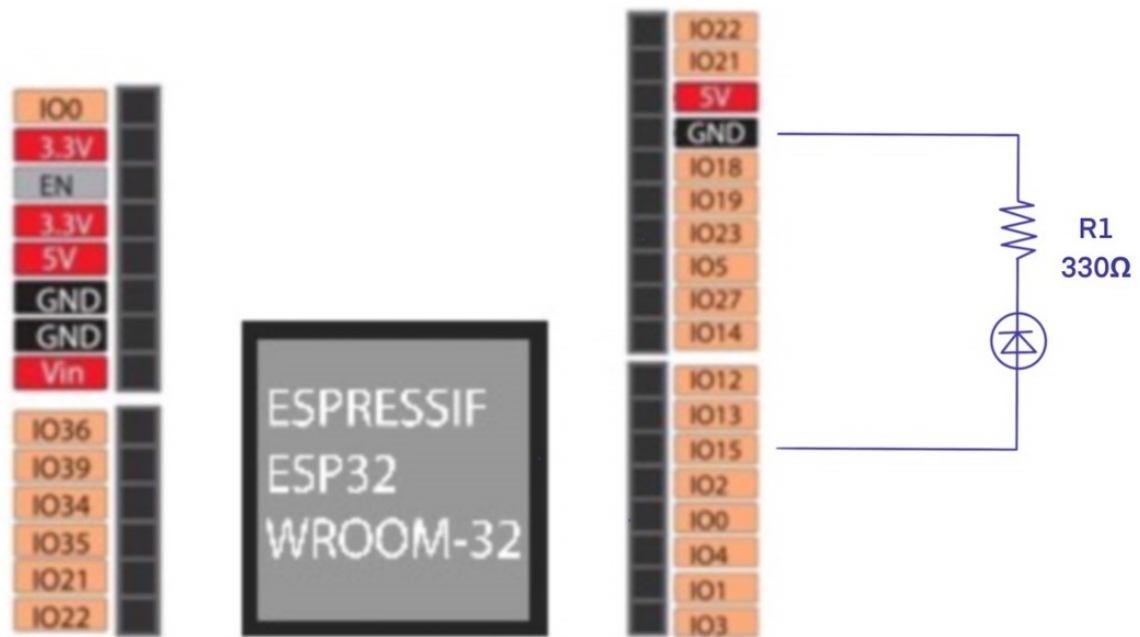 IO0
3.3V
EN
3.3V
5V
GND
GND
Vin
IO36
IO39
IO34
IO35
IO21
IO22
ESPRESSIF
ESP32
WROOM-32
IO22
IO21
5V
GND
IO18
IO19
IO23
IO5
IO27
IO14
IO12
IO13
IO15
IO2
IO0
IO4
IO1
IO3
R1
330Ω